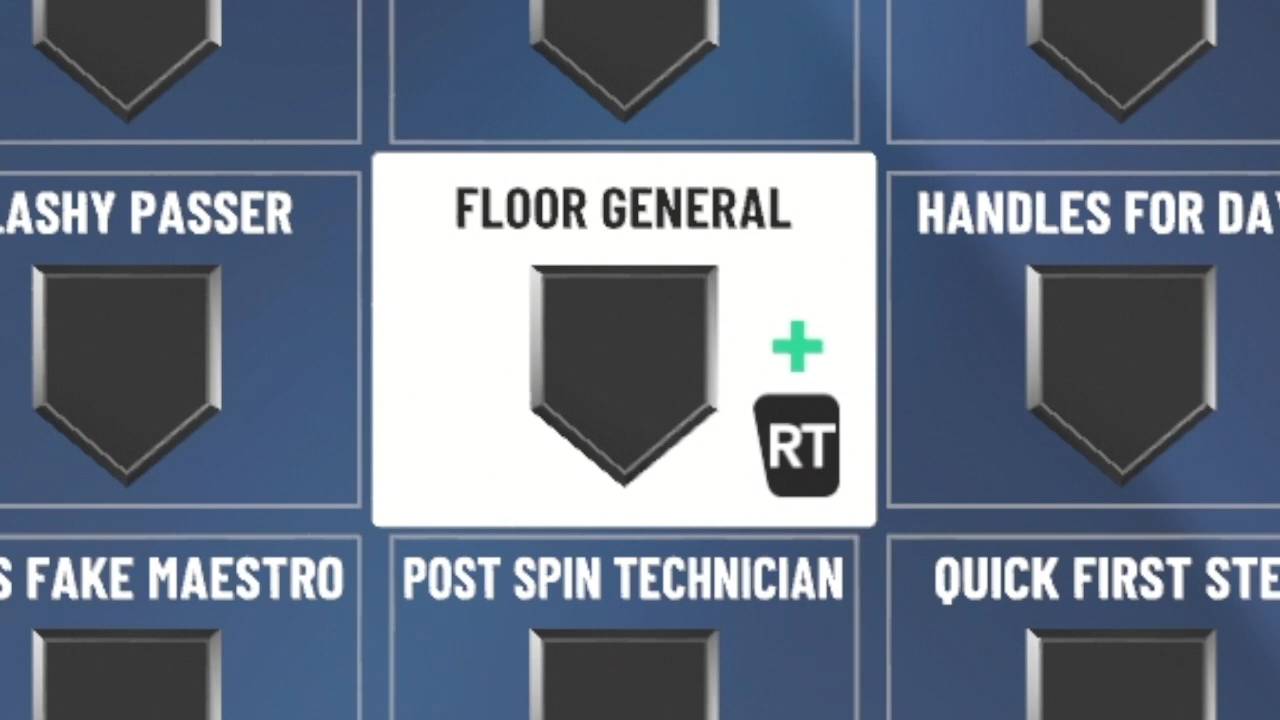 LASHY PASSER
FLOOR GENERAL
HANDLES FOR DAY
RT
S FAKE MAESTRO
POST SPIN TECHNICIAN
QUICK FIRST STE